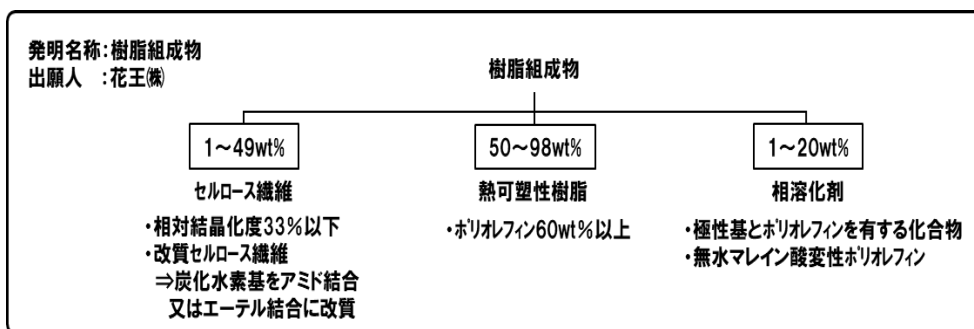 発明名称:樹脂組成物
出願人 :花王㈱
樹脂組成物
1～49wt%
50～98wt%
1～20wt%
セルロース繊維
熱可塑性樹脂
相溶化剤
・相対結晶化度33%以下
・改質セルロース繊維
⇒炭化水素基をアミド結合
又はエーテル結合に改質
・ポリオレフィン60wt%以上
・極性基とポリオレフィンを有する化合物
・無水マレイン酸変性ポリオレフィン